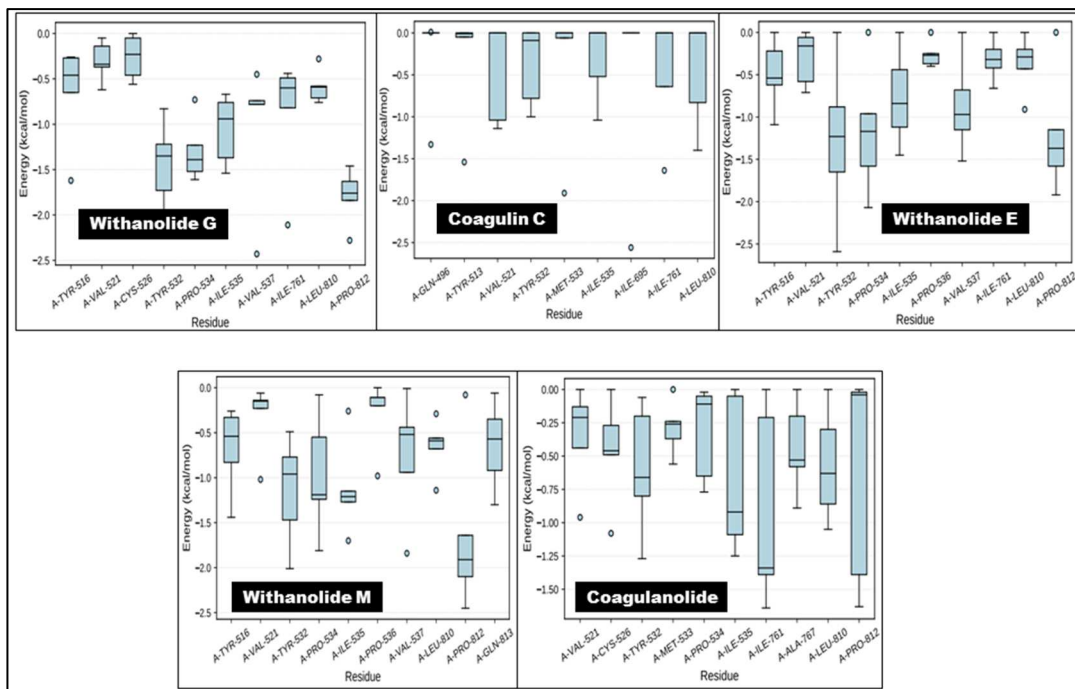 0.0
−0.5
−1.0
−1.5
−2.0
−2.5
Energy (kcal/mol)
Withanolide G
A-TYR-516
A-VAL-521
A-CYS-526
A-TYR-532
A-PRO-534
A-ILE-535
A-VAL-537
A-ILE-761
A-LEU-810
A-PRO-812
Residue
0.0
−0.5
−1.0
−1.5
−2.0
−2.5
Energy (kcal/mol)
Coagulin C
A-GLN-496
A-TYR-513
A-VAL-521
A-TYR-532
A-MET-533
A-ILE-535
A-ILE-695
A-ILE-761
A-LEU-810
Residue
0.0
−0.5
−1.0
−1.5
−2.0
−2.5
Energy (kcal/mol)
Withanolide E
A-TYR-516
A-VAL-521
A-TYR-532
A-PRO-534
A-ILE-535
A-PRO-536
A-VAL-537
A-ILE-761
A-LEU-810
A-PRO-812
Residue
0.0
−0.5
−1.0
−1.5
−2.0
−2.5
Energy (kcal/mol)
Withanolide M
A-TYR-516
A-VAL-521
A-TYR-532
A-PRO-534
A-ILE-535
A-PRO-536
A-VAL-537
A-LEU-810
A-PRO-812
A-GLN-813
Residue
0.00
−0.25
−0.50
−0.75
−1.00
−1.25
−1.50
Energy (kcal/mol)
Coagulanolide
A-VAL-521
A-CYS-526
A-TYR-532
A-MET-533
A-PRO-534
A-ILE-535
A-ILE-761
A-ALA-767
A-LEU-810
A-PRO-812
Residue